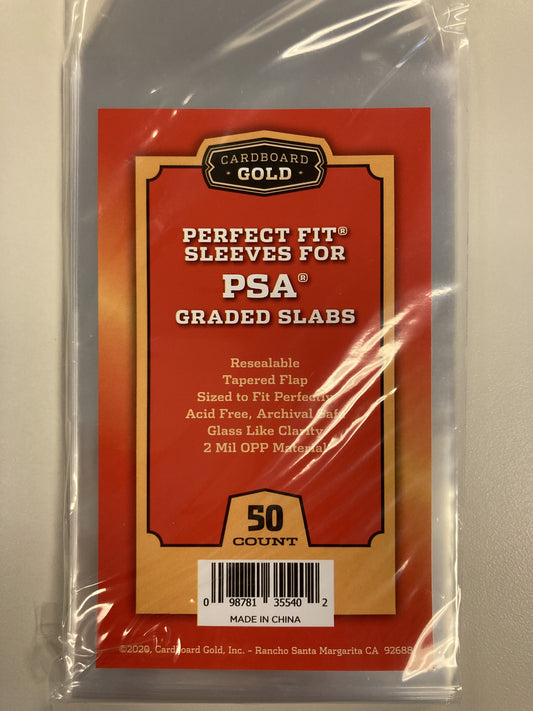 CARDBOARD
GOLD
PERFECT FIT®
SLEEVES FOR
PSA®
GRADED SLABS
Resealable
Tapered Flap
Sized to Fit Perfectly
Acid Free, Archival Safe
Glass Like Clarity
2 Mil OPP Material
50
COUNT
0 98781 35540 2
MADE IN CHINA
©2020, Cardboard Gold, Inc. - Rancho Santa Margarita CA 92688